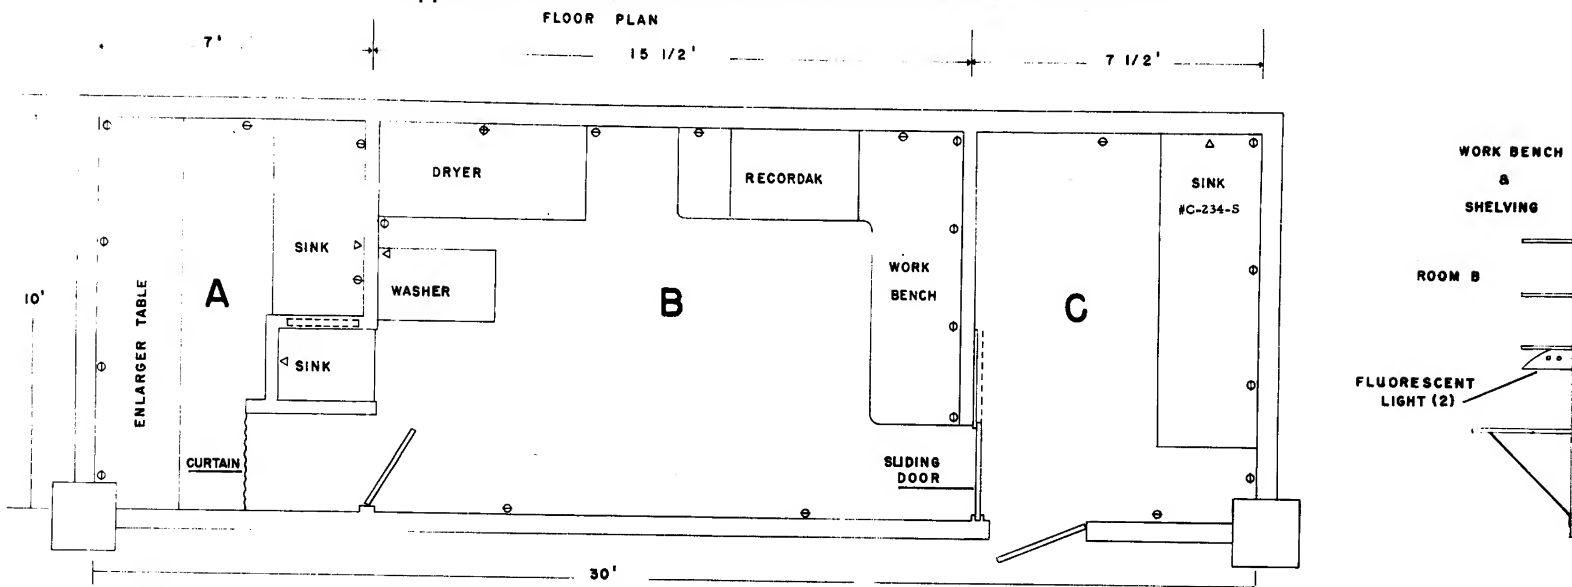 FLOOR PLAN
7'
15 1/2'
7 1/2'
DRYER
RECORDAK
SINK
#C-234-S
WORK BENCH
&
SHELVING
SINK
A
WASHER
B
WORK
BENCH
C
ROOM B
10'
ENLARGER TABLE
SINK
FLUORESCENT
LIGHT (2)
CURTAIN
SLIDING
DOOR
30'